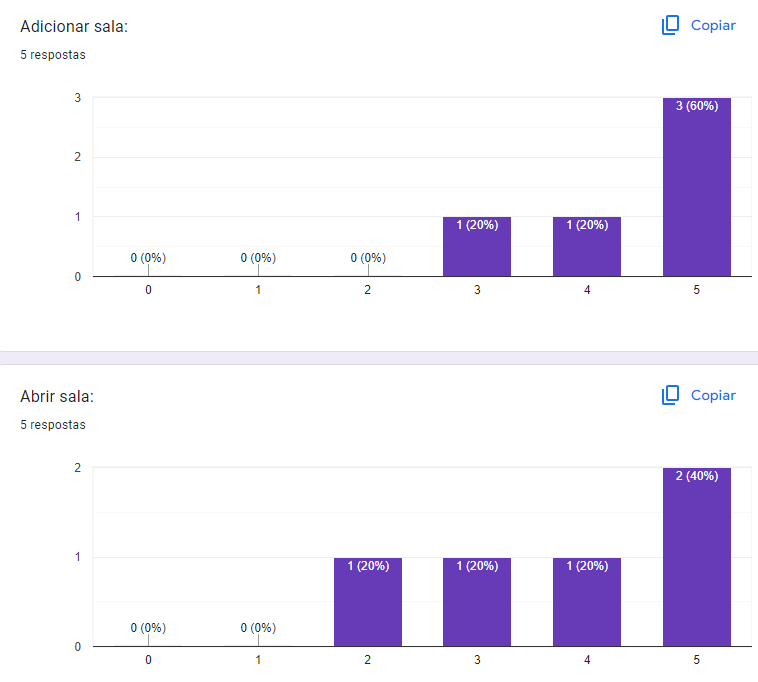 Adicionar sala:
Copiar
5 respostas
3
3 (60%)
2
1
1 (20%)
1 (20%)
0 (0%)
0 (0%)
0 (0%)
0
0 1 2 3 4 5
Abrir sala:
Copiar
5 respostas
2
2 (40%)
1
1 (20%)
1 (20%)
1 (20%)
0 (0%)
0 (0%)
0
0 1 2 3 4 5